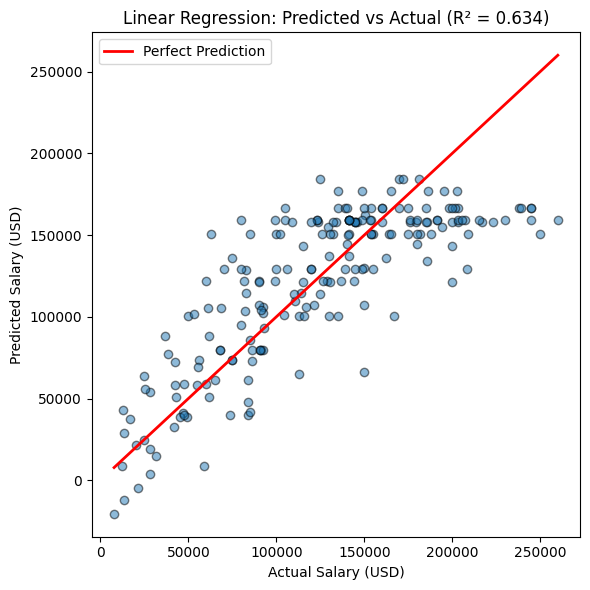 Linear Regression: Predicted vs Actual (R² = 0.634)
Perfect Prediction
250000
200000
150000
100000
50000
0
Predicted Salary (USD)
0 50000 100000 150000 200000 250000
Actual Salary (USD)